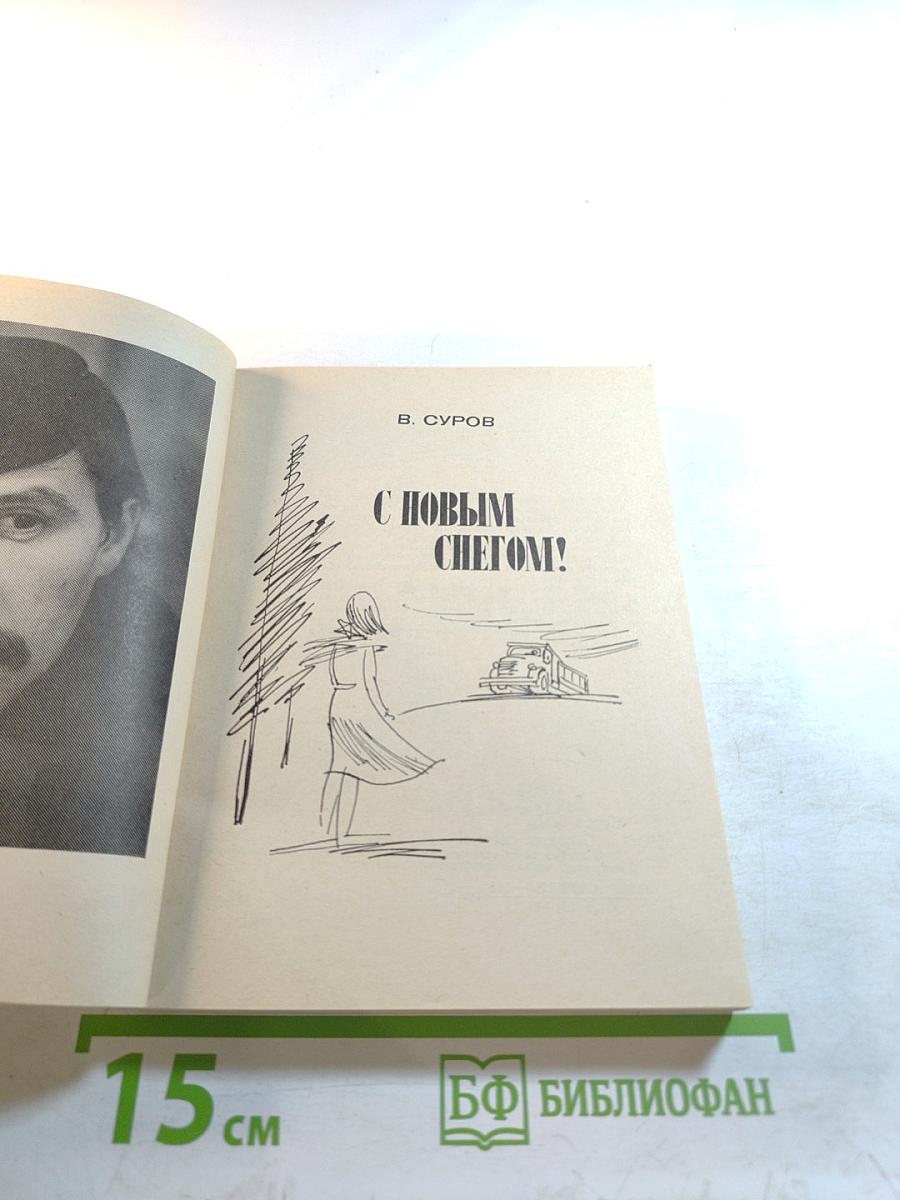 В. СУРОВ
С НОВЫМ
СНЕГОМ!
15 см
БФ БИБЛИОФАН